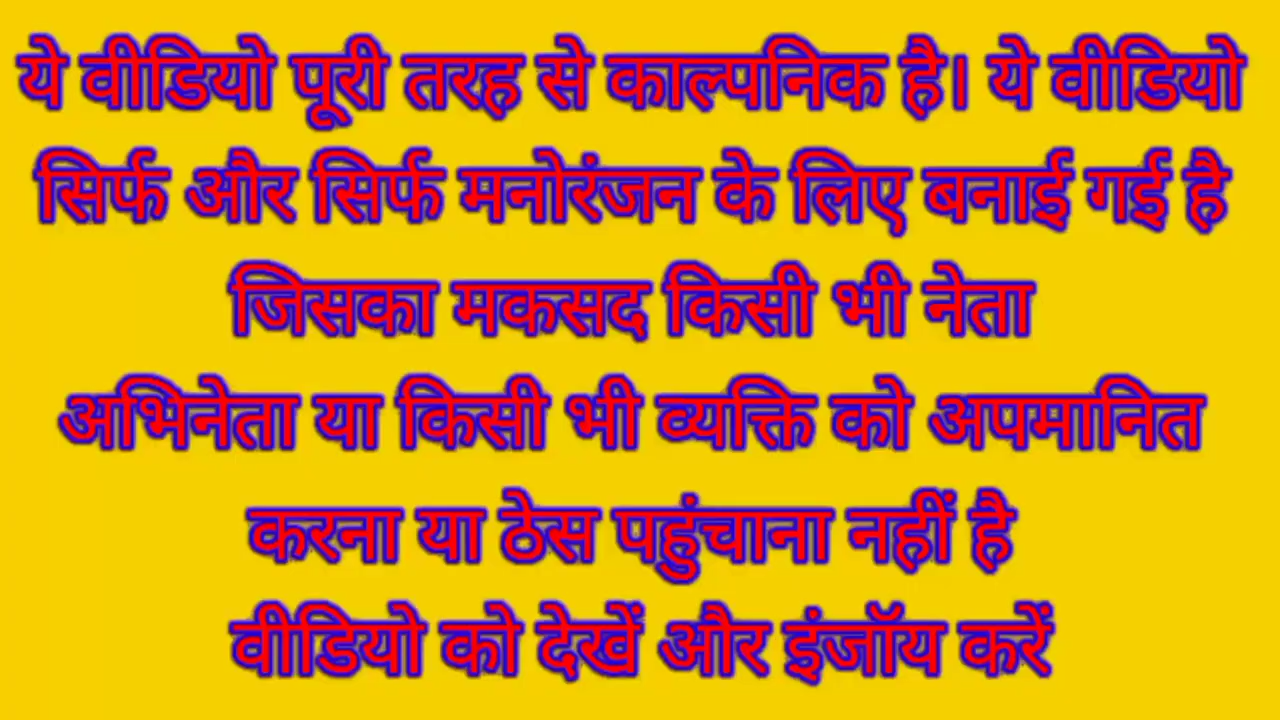 ये वीडियो पूरी तरह से काल्पनिक है। ये वीडियो
सिर्फ और सिर्फ मनोरंजन के लिए बनाई गई है
जिसका मकसद किसी भी नेता
अभिनेता या किसी भी व्यक्ति को अपमानित
करना या ठेस पहुंचाना नहीं है
वीडियो को देखें और इंजॉय करें